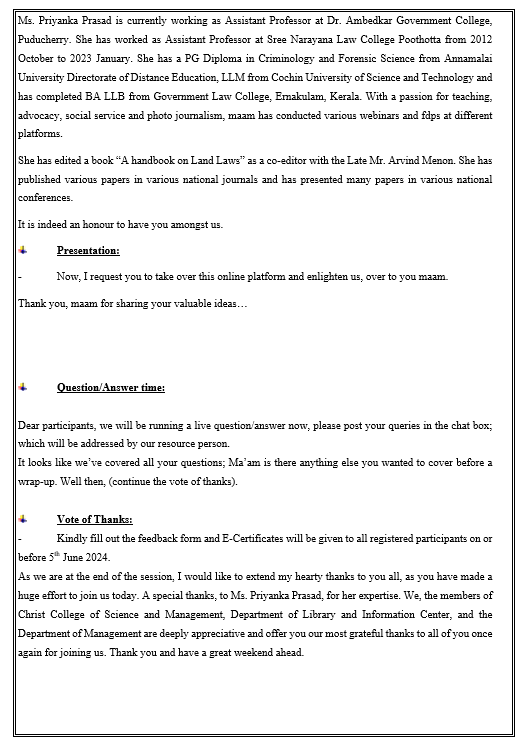 Ms. Priyanka Prasad is currently working as Assistant Professor at Dr. Ambedkar Government College,
Puducherry. She has worked as Assistant Professor at Sree Narayana Law College Poothotta from 2012
October to 2023 January. She has a PG Diploma in Criminology and Forensic Science from Annamalai
University Directorate of Distance Education, LLM from Cochin University of Science and Technology and
has completed BA LLB from Government Law College, Ernakulam, Kerala. With a passion for teaching,
advocacy, social service and photo journalism, maam has conducted various webinars and fdps at different
platforms.
She has edited a book “A handbook on Land Laws” as a co-editor with the Late Mr. Arvind Menon. She has
published various papers in various national journals and has presented many papers in various national
conferences.
It is indeed an honour to have you amongst us.
Presentation:
- Now, I request you to take over this online platform and enlighten us, over to you maam.
Thank you, maam for sharing your valuable ideas…
Question/Answer time:
Dear participants, we will be running a live question/answer now, please post your queries in the chat box;
which will be addressed by our resource person.
It looks like we’ve covered all your questions; Ma’am is there anything else you wanted to cover before a
wrap-up. Well then, (continue the vote of thanks).
Vote of Thanks:
- Kindly fill out the feedback form and E-Certificates will be given to all registered participants on or
before 5th June 2024.
As we are at the end of the session, I would like to extend my hearty thanks to you all, as you have made a
huge effort to join us today. A special thanks, to Ms. Priyanka Prasad, for her expertise. We, the members of
Christ College of Science and Management, Department of Library and Information Center, and the
Department of Management are deeply appreciative and offer you our most grateful thanks to all of you once
again for joining us. Thank you and have a great weekend ahead.